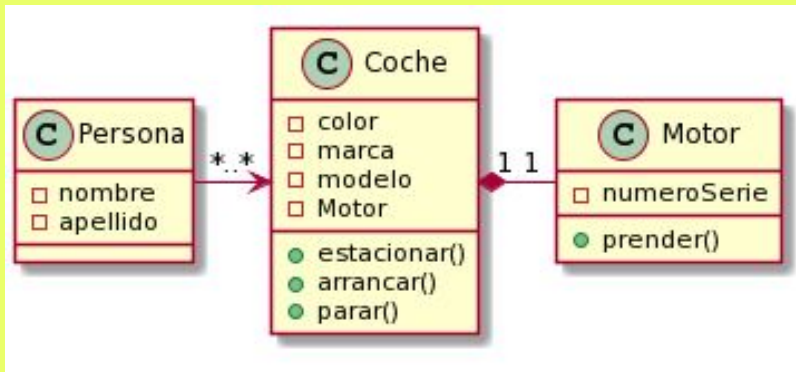 C Persona
nombre
apellido
*..*
C Coche
color
marca
modelo
Motor
estacionar()
arrancar()
parar()
1 1
C Motor
numeroSerie
prender()